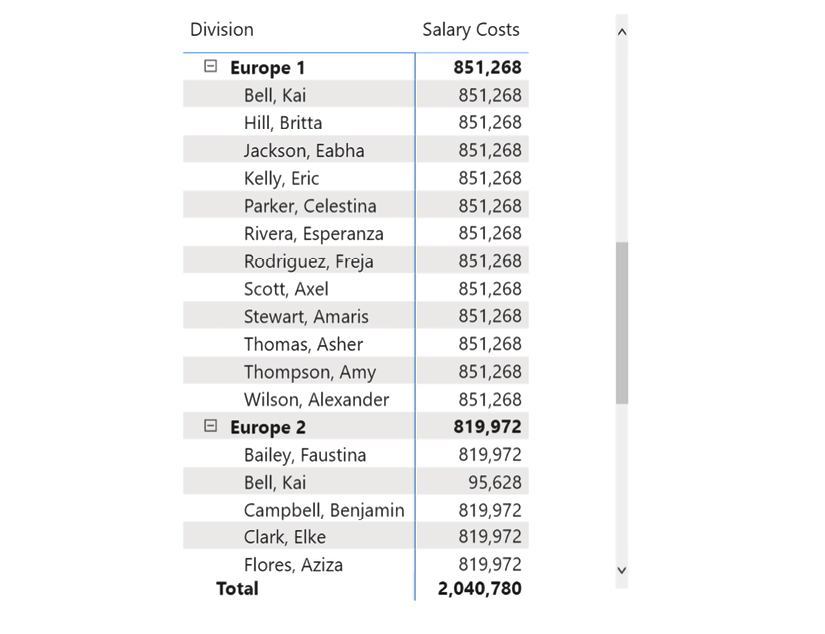 Division Salary Costs
Europe 1 851,268
Bell, Kai 851,268
Hill, Britta 851,268
Jackson, Eabha 851,268
Kelly, Eric 851,268
Parker, Celestina 851,268
Rivera, Esperanza 851,268
Rodriguez, Freja 851,268
Scott, Axel 851,268
Stewart, Amaris 851,268
Thomas, Asher 851,268
Thompson, Amy 851,268
Wilson, Alexander 851,268
Europe 2 819,972
Bailey, Faustina 819,972
Bell, Kai 95,628
Campbell, Benjamin 819,972
Clark, Elke 819,972
Flores, Aziza 819,972
Total 2,040,780